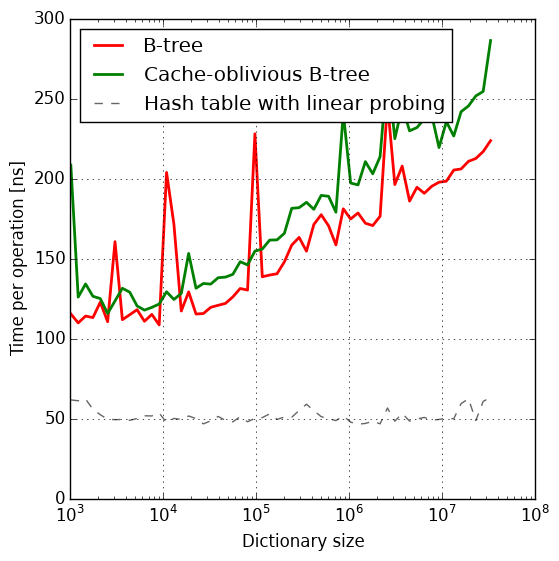 300
250
200
150
100
50
0
Time per operation [ns]
B-tree
Cache-oblivious B-tree
Hash table with linear probing
10³ 10⁴ 10⁵ 10⁶ 10⁷ 10⁸
Dictionary size